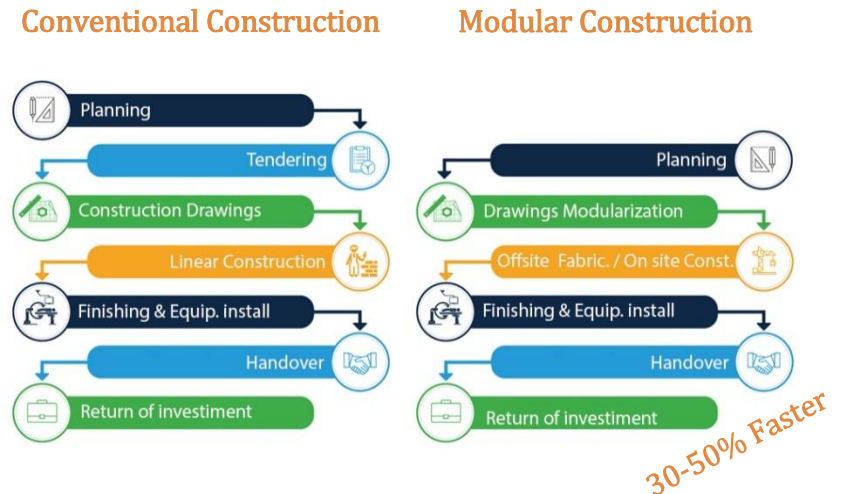 Conventional Construction
Planning
Tendering
Construction Drawings
Linear Construction
Finishing & Equip. install
Handover
Return of investiment
Modular Construction
Planning
Drawings Modularization
Offsite Fabric. / On site Const.
Finishing & Equip. install
Handover
Return of investiment
30-50% Faster